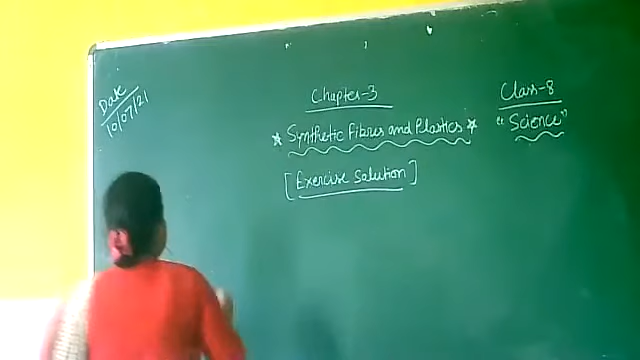 Date
10/07/21
Chapter-3
Class-8
* Synthetic Fibres and Plastics *
"Science"
[Exercise Solution]